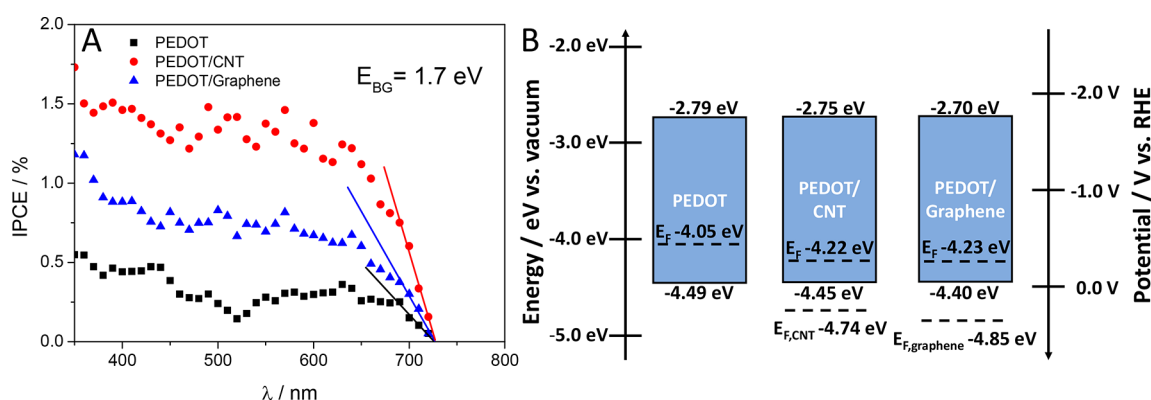 A
PEDOT
PEDOT/CNT
PEDOT/Graphene
E_BG = 1.7 eV
IPCE / %
2.0
1.5
1.0
0.5
0.0
400
500
600
700
800
λ / nm
B
Energy / eV vs. vacuum
-2.0 eV
-3.0 eV
-4.0 eV
-5.0 eV
-2.79 eV
PEDOT
E_F -4.05 eV
-4.49 eV
-2.75 eV
PEDOT/
CNT
E_F -4.22 eV
-4.45 eV
E_F,CNT -4.74 eV
-2.70 eV
PEDOT/
Graphene
E_F -4.23 eV
-4.40 eV
E_F,graphene -4.85 eV
-2.0 V
-1.0 V
0.0 V
Potential / V vs. RHE